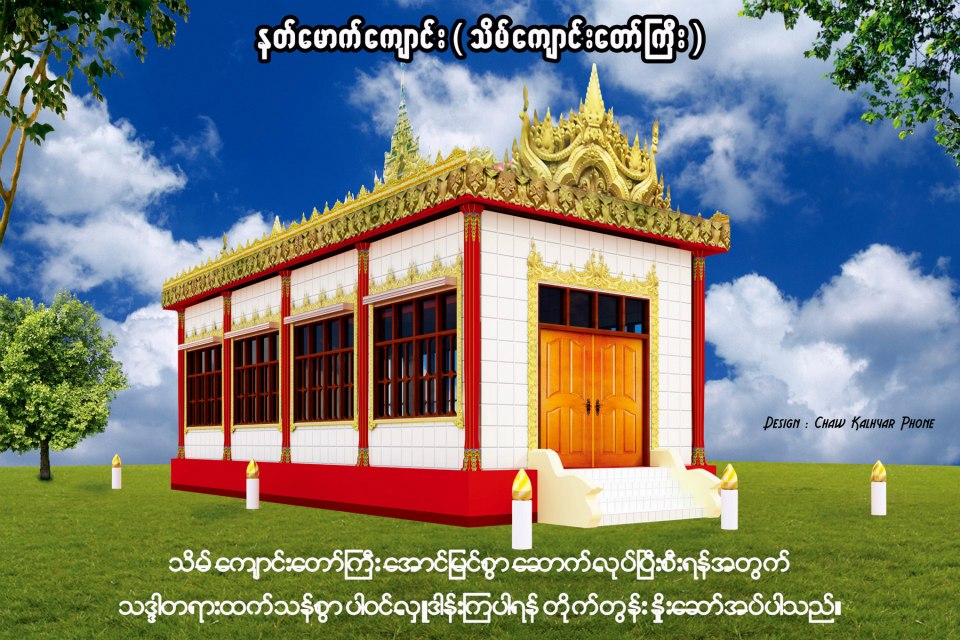 နတ်မောက်ကျောင်း ( သိမ်ကျောင်းတော်ကြီး )
Design : Chaw Kalhyar Phone
သိမ် ကျောင်းတော်ကြီး အောင်မြင်စွာ ဆောက်လုပ်ပြီးစီးရန်အတွက်
သဒ္ဒါတရားထက်သန်စွာ ပါဝင်လှူဒါန်းကြပါရန် တိုက်တွန်း နှိုးဆော်အပ်ပါသည်။